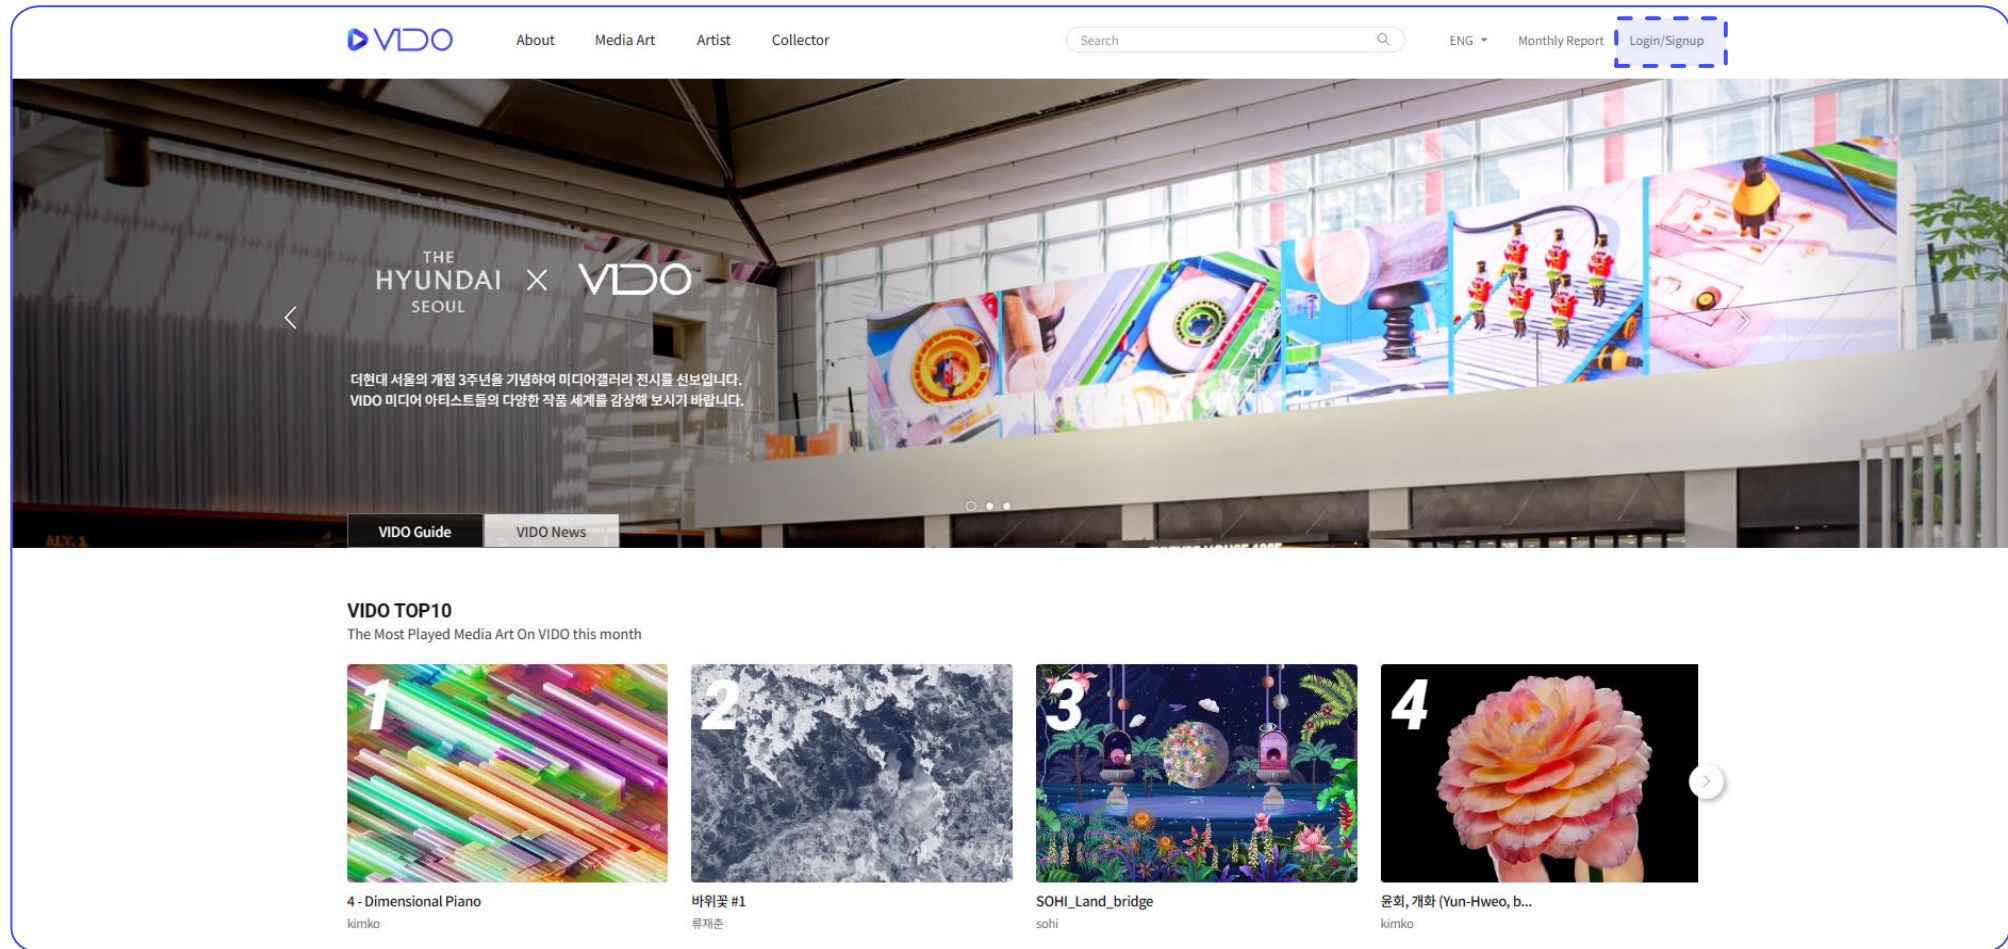 VIDO
About
Media Art
Artist
Collector
Search
ENG
Monthly Report
Login/Signup
THE
HYUNDAI
SEOUL
X
VIDO
더현대 서울의 개점 3주년을 기념하여 미디어갤러리 전시를 선보입니다.
VIDO 미디어 아티스트들의 다양한 작품 세계를 감상해 보시기 바랍니다.
VIDO Guide
VIDO News
VIDO TOP10
The Most Played Media Art On VIDO this month
1
2
3
4
4 - Dimensional Piano
kimko
바위꽃 #1
류재춘
SOHI_Land_bridge
sohi
윤회, 개화 (Yun-Hweo, b...
kimko